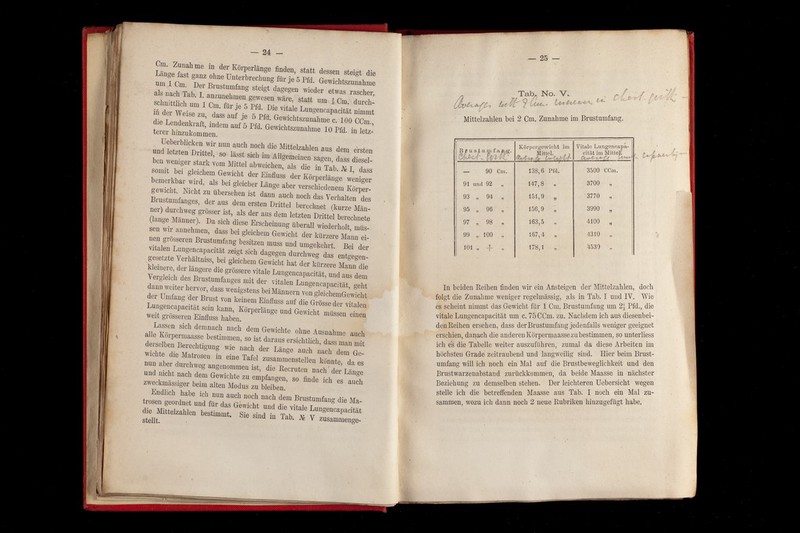 — 24 —
Cm. Zunahme in der Körperlänge finden, statt dessen steigt die
Länge fast ganz ohne Unterbrechung für je 5 Pfd. Gewichtszunahme
um 1 Cm. Der Brustumfang steigt dagegen wieder etwas rascher,
als nach Tab. I. anzunehmen gewesen wäre, statt um Cm. durch-
schnittlich um 1 Cm. für je 5 Pfd. Die vitale Lungencapacität nimmt
in der Weise zu, dass auf je 5 Pfd. Gewichtszunahme c. 100 CCm.,
die Lendenkraft, indem auf 5 Pfd. Gewichtszunahme 10 Pfd. in letz-
terer hinzukommen.
Ueberblicken wir nun auch noch die Mittelzahlen aus dem ersten
und letzten Drittel, so lässt sich im Allgemeinen sagen, dass diesel-
ben weniger stark vom Mittel abweichen, als die in Tab. № I, dass
somit bei gleichem Gewicht der Einfluss der Körperlänge weniger
bemerkbar wird, als bei gleicher Länge aber verschiedenem Körper-
gewicht. Nicht zu übersehen ist dann auch noch das Verhalten des
Brustumfanges, der aus dem ersten Drittel berechnet (kurze Män-
ner) durchweg grösser ist, als der aus dem letzten Drittel berechnete
(lange Männer). Da sich diese Erscheinung überall wiederholt, müs-
sen wir annehmen, dass bei gleichem Gewicht der kürzere Mann ei-
nen grösseren Brustumfang besitzen muss und umgekehrt. Bei der
vitalen Lungencapacität zeigt sich dagegen durchweg das entgegen-
gesetzte Verhältniss, bei gleichem Gewicht hat der kürzere Mann die
kleinere, der längere die grössere vitale Lungencapacität, und aus dem
Vergleich des Brustumfanges mit der vitalen Lungencapacität, geht
dann weiter hervor, dass wenigstens bei Männern von gleichem Gewicht
der Umfang der Brust von keinem Einfluss auf die Grösse der vitalen
Lungencapacität sein kann, Körperlänge und Gewicht müssen einen
weit grösseren Einfluss haben.
Lassen sich demnach nach dem Gewichte ohne Ausnahme auch
alle Körpermaasse bestimmen, so ist daraus ersichtlich, dass man mit
derselben Berechtigung wie nach der Länge auch nach dem Ge-
wichte die Matrosen in eine Tafel zusammenstellen könnte, da es
nun aber durchweg angenommen ist, die Recruten nach der Länge
und nicht nach dem Gewichte zu empfangen, so finde ich es auch
zweckmässiger beim alten Modus zu bleiben.
Endlich habe ich nun auch noch nach dem Brustumfang die Ma-
trosen geordnet und für das Gewicht und die vitale Lungencapacität
die Mittelzahlen bestimmt. Sie sind in Tab. № V zusammenge-
stellt.
— 25 —
Tab. No. V.
Average with 2 cm. increase in chest girth
Mittelzahlen bei 2 Cm. Zunahme im Brustumfang.
Brustumfang. Körpergewicht im Mittel. Vitale Lungencapa-cität im Mittel.
Chest Girth Average weight Average lung capacity
— 90 Cm. 138,6 Pfd. 3500 CCm.
91 und 92 „ 147,8 „ 3700 „
93 „ 94 „ 151,9 „ 3770 „
95 „ 96 „ 156,9 „ 3900 „
97 „ 98 „ 163,5 „ 4100 „
99 „ 100 „ 167,4 „ 4210 „
101 „ + „ 178,1 „ 4530 „
In beiden Reihen finden wir ein Ansteigen der Mittelzahlen, doch
folgt die Zunahme weniger regelmässig, als in Tab. I und IV. Wie
es scheint nimmt das Gewicht für 1 Cm. Brustumfang um 2½ Pfd., die
vitale Lungencapacität um c. 75 CCm. zu. Nachdem ich aus diesen bei-
den Reihen ersehen, dass der Brustumfang jedenfalls weniger geeignet
erschien, danach die anderen Körpermaasse zu bestimmen, so unterliess
ich es die Tabelle weiter auszuführen, zumal da diese Arbeiten im
höchsten Grade zeitraubend und langweilig sind. Hier beim Brust-
umfang will ich noch ein Mal auf die Brustbeweglichkeit und den
Brustwarzenabstand zurückkommen, da beide Maasse in nächster
Beziehung zu demselben stehen. Der leichteren Uebersicht wegen
stelle ich die betreffenden Maasse aus Tab. I noch ein Mal zu-
sammen, wozu ich dann noch 2 neue Rubriken hinzugefügt habe.